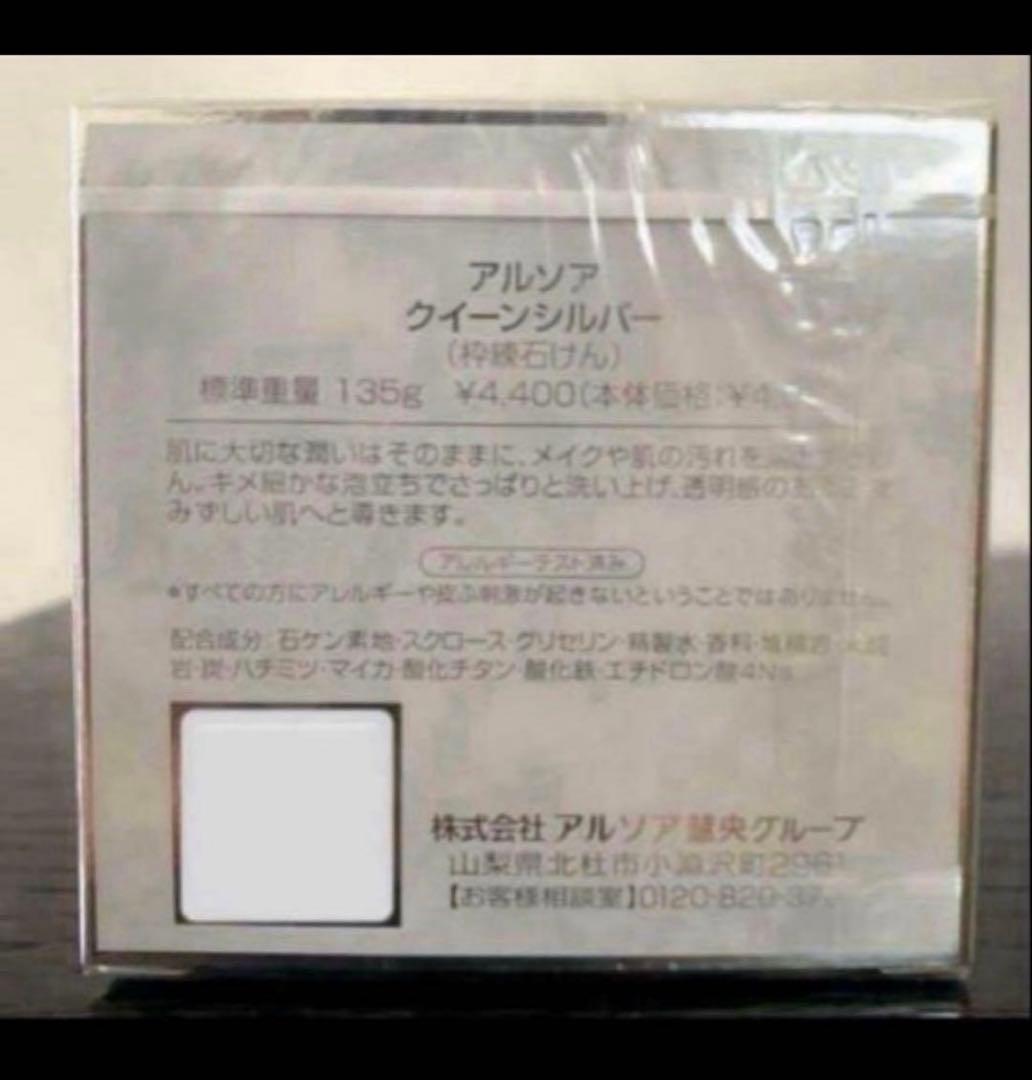 アルソア
クイーンシルバー
(枠練石けん)
標準重量 135g ¥4,400(本体価格:¥4,
肌に大切な潤いはそのままに、メイクや肌の汚れを
ん。キメ細かな泡立ちでさっぱりと洗い上げ、透明感の
みずしい肌へと導きます。
アレルギーテスト済み
*すべての方にアレルギーや皮ふ刺激が起きないということではありません。
配合成分:石ケン素地・スクロース・グリセリン・精製水・香料・堆積岩・火成
岩・炭・ハチミツ・マイカ・酸化チタン・酸化鉄・エチドロン酸4Na
株式会社 アルソア慧央グループ
山梨県北杜市小淵沢町2961
【お客様相談室】0120-820-37